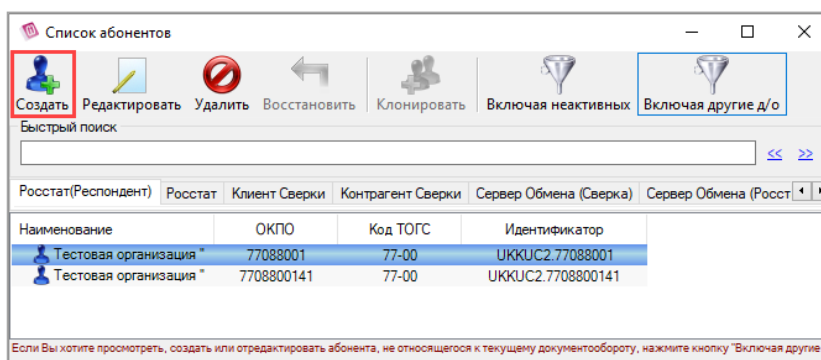 Список абонентов
Создать Редактировать Удалить Восстановить Клонировать Включая неактивных Включая другие д/о
Быстрый поиск
<< >>
Росстат(Респондент) Росстат Клиент Сверки Контрагент Сверки Сервер Обмена (Сверка) Сервер Обмена (Росст
Наименование ОКПО Код ТОГС Идентификатор
Тестовая организация " 77088001 77-00 UKKUC2.77088001
Тестовая организация " 7708800141 77-00 UKKUC2.7708800141
Если Вы хотите просмотреть, создать или отредактировать абонента, не относящегося к текущему документообороту, нажмите кнопку "Включая другие